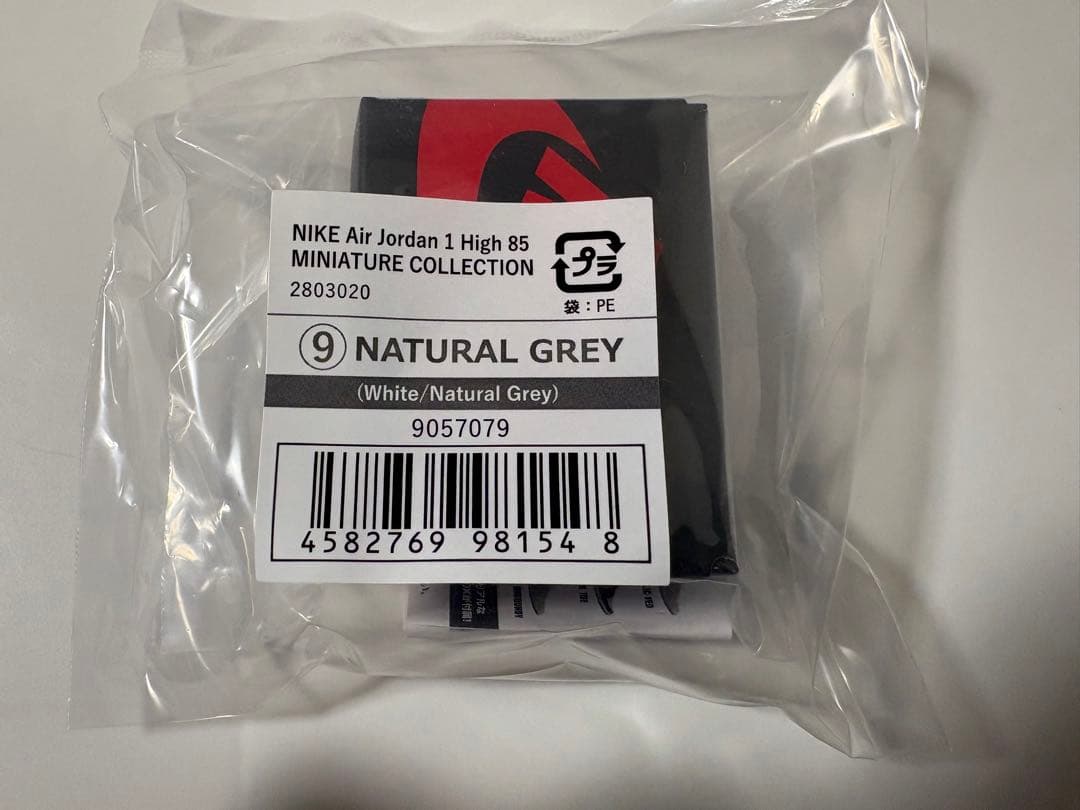 NIKE Air Jordan 1 High 85
MINIATURE COLLECTION
2803020
プラ
袋：PE
⑨ NATURAL GREY
(White/Natural Grey)
9057079
4582769 98154 8